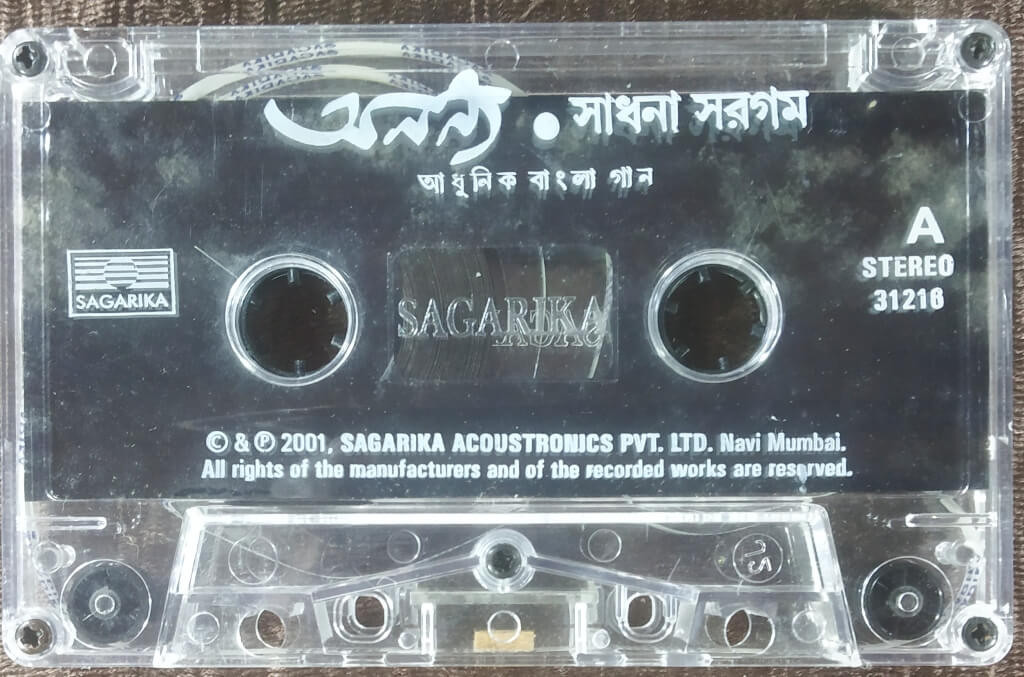 অনন্য • সাধনা সরগম
আধুনিক বাংলা গান
A
STEREO
31216
SAGARIKA
SAGARIKA
© & ℗ 2001, SAGARIKA ACOUSTRONICS PVT. LTD. Navi Mumbai.
All rights of the manufacturers and of the recorded works are reserved.